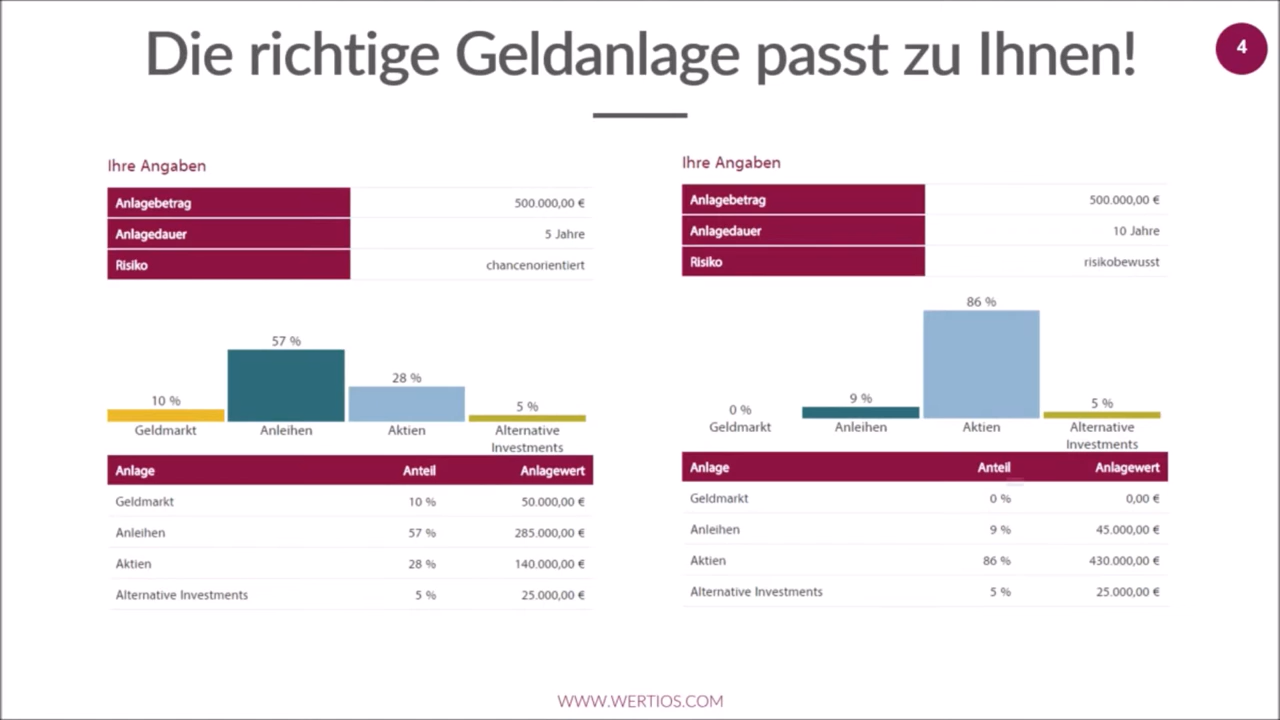 Die richtige Geldanlage passt zu Ihnen!
4
Ihre Angaben
Anlagebetrag 500.000,00 €
Anlagedauer 5 Jahre
Risiko chancenorientiert
57 %
28 %
10 %
5 %
Geldmarkt Anleihen Aktien Alternative
Investments
Anlage Anteil Anlagewert
Geldmarkt 10 % 50.000,00 €
Anleihen 57 % 285.000,00 €
Aktien 28 % 140.000,00 €
Alternative Investments 5 % 25.000,00 €
Ihre Angaben
Anlagebetrag 500.000,00 €
Anlagedauer 10 Jahre
Risiko risikobewusst
86 %
9 %
5 %
0 %
Geldmarkt Anleihen Aktien Alternative
Investments
Anlage Anteil Anlagewert
Geldmarkt 0 % 0,00 €
Anleihen 9 % 45.000,00 €
Aktien 86 % 430.000,00 €
Alternative Investments 5 % 25.000,00 €
WWW.WERTIOS.COM